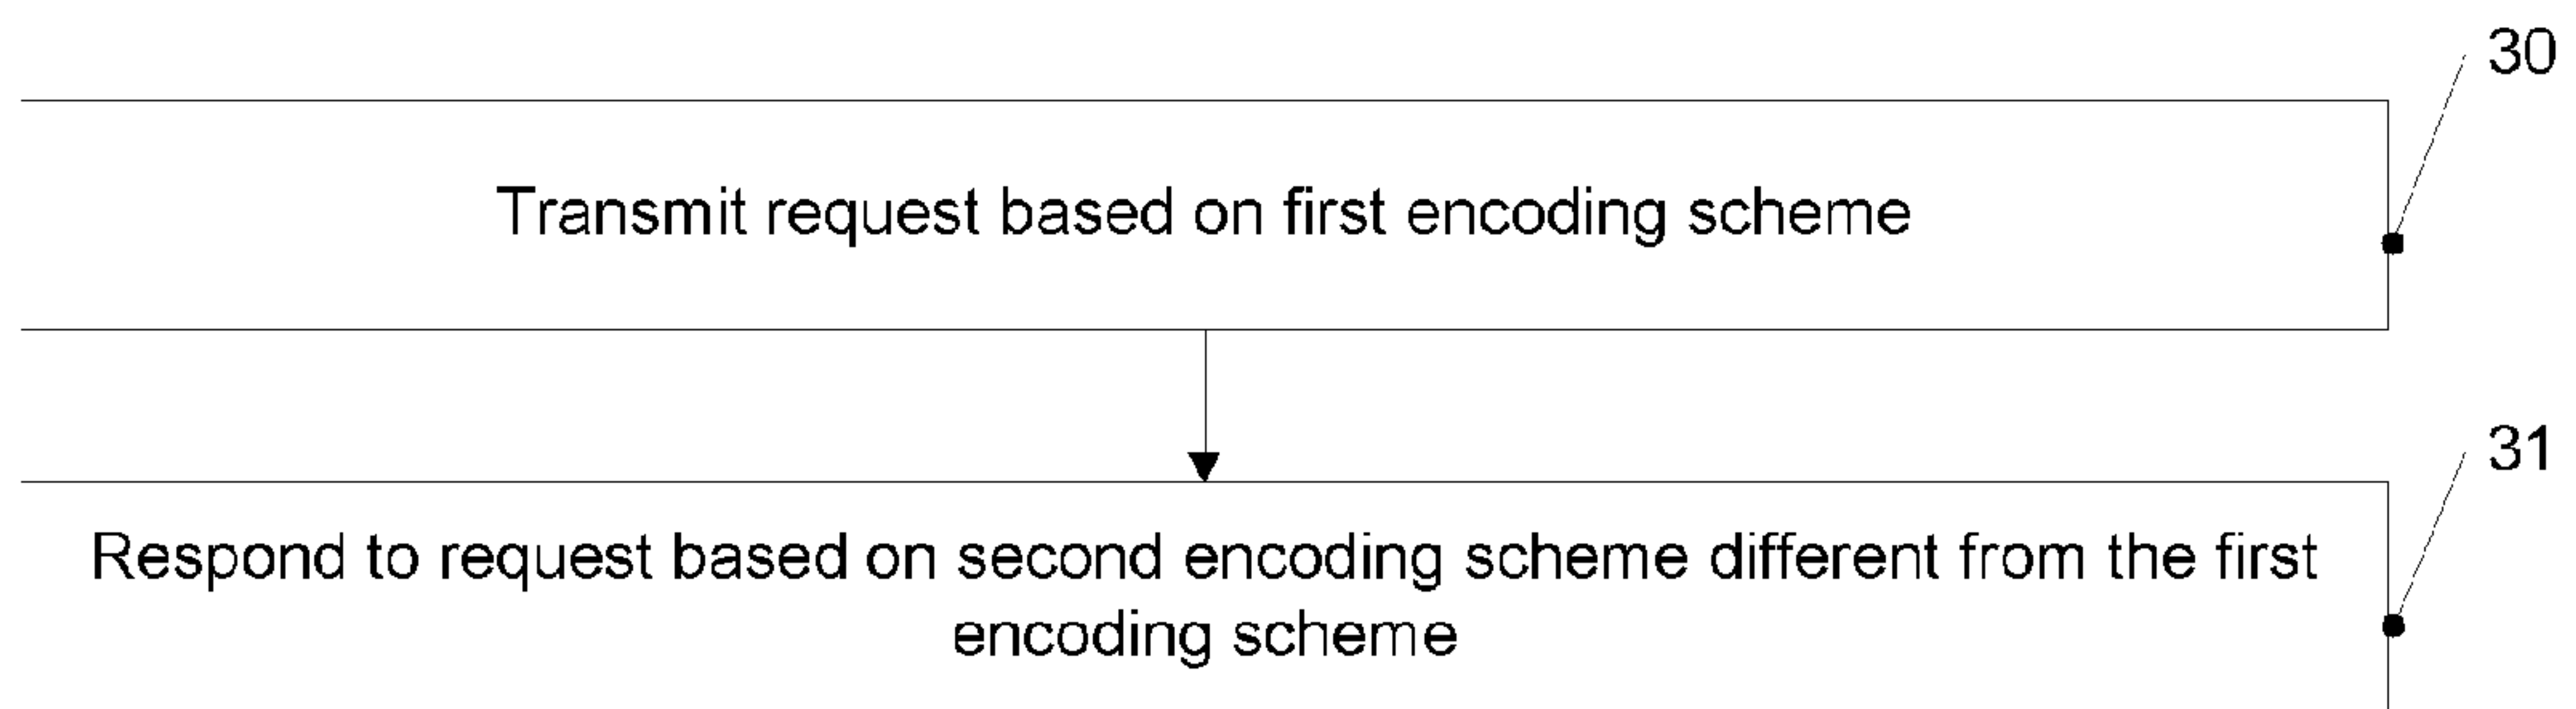 30
Transmit request based on first encoding scheme
31
Respond to request based on second encoding scheme different from the first
encoding scheme